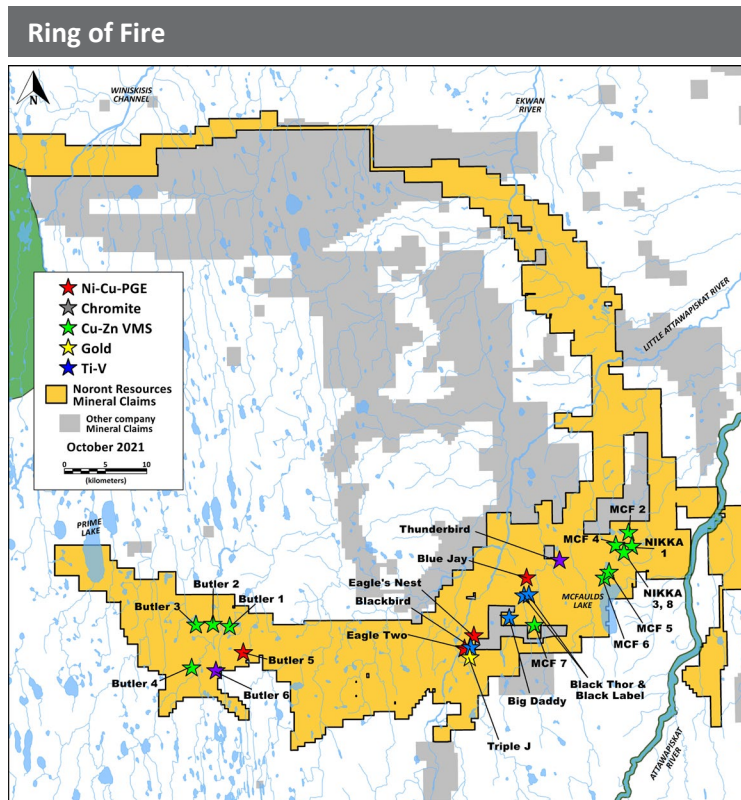 Ring of Fire
N
WINISKISIS
CHANNEL
EKWAN
RIVER
LITTLE ATTAWAPISKAT RIVER
Ni-Cu-PGE
Chromite
Cu-Zn VMS
Gold
Ti-V
Noront Resources
Mineral Claims
Other company
Mineral Claims
October 2021
0 5 10
(kilometers)
PRIME
LAKE
MCF 2
Thunderbird
MCF 4
NIKKA
1
Blue Jay
Butler 2
Eagle's Nest
MCFAULDS
LAKE
NIKKA
3, 8
Butler 3
Butler 1
Blackbird
MCF 5
Eagle Two
MCF 6
Butler 5
MCF 7
Butler 4
Butler 6
Black Thor &
Black Label
Big Daddy
Triple J
ATTAWAPISKAT
RIVER